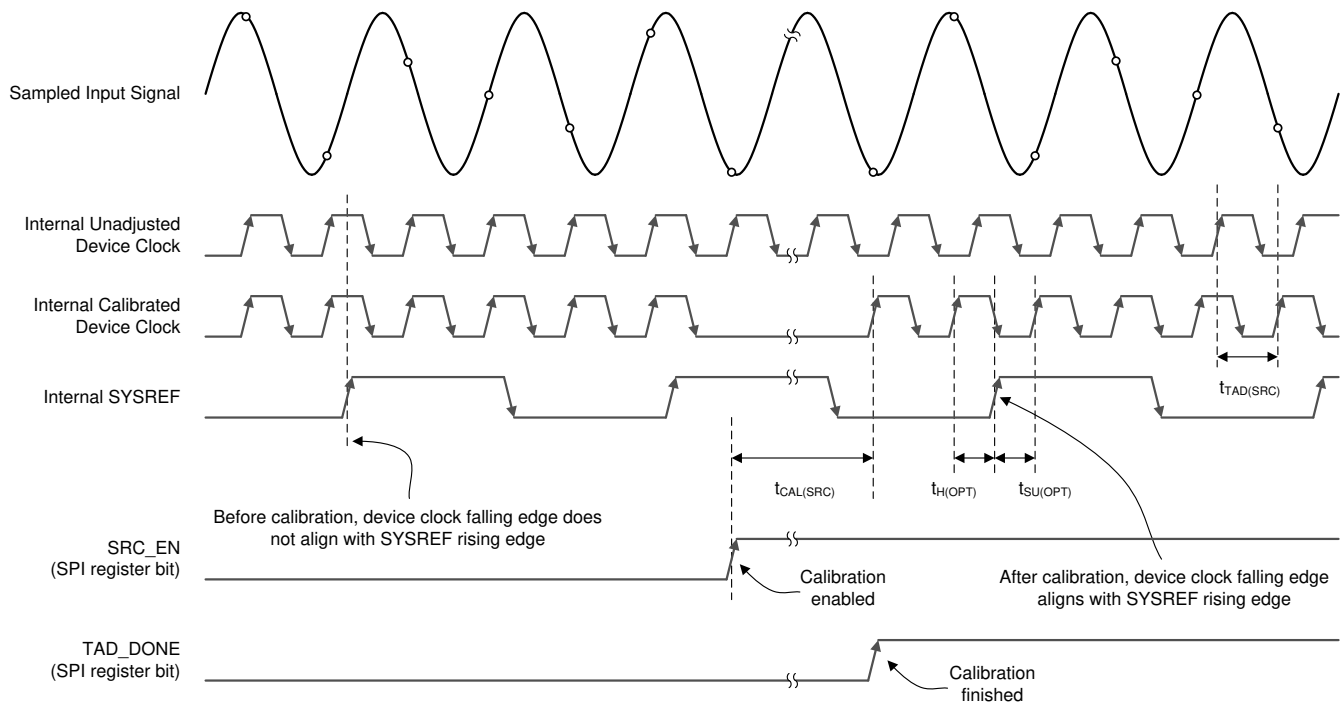 Sampled Input Signal
Internal Unadjusted
Device Clock
Internal Calibrated
Device Clock
Internal SYSREF
tTAD(SRC)
tCAL(SRC)
tH(OPT)
tSU(OPT)
Before calibration, device clock falling edge does
not align with SYSREF rising edge
SRC_EN
(SPI register bit)
Calibration
enabled
After calibration, device clock falling edge
aligns with SYSREF rising edge
TAD_DONE
(SPI register bit)
Calibration
finished